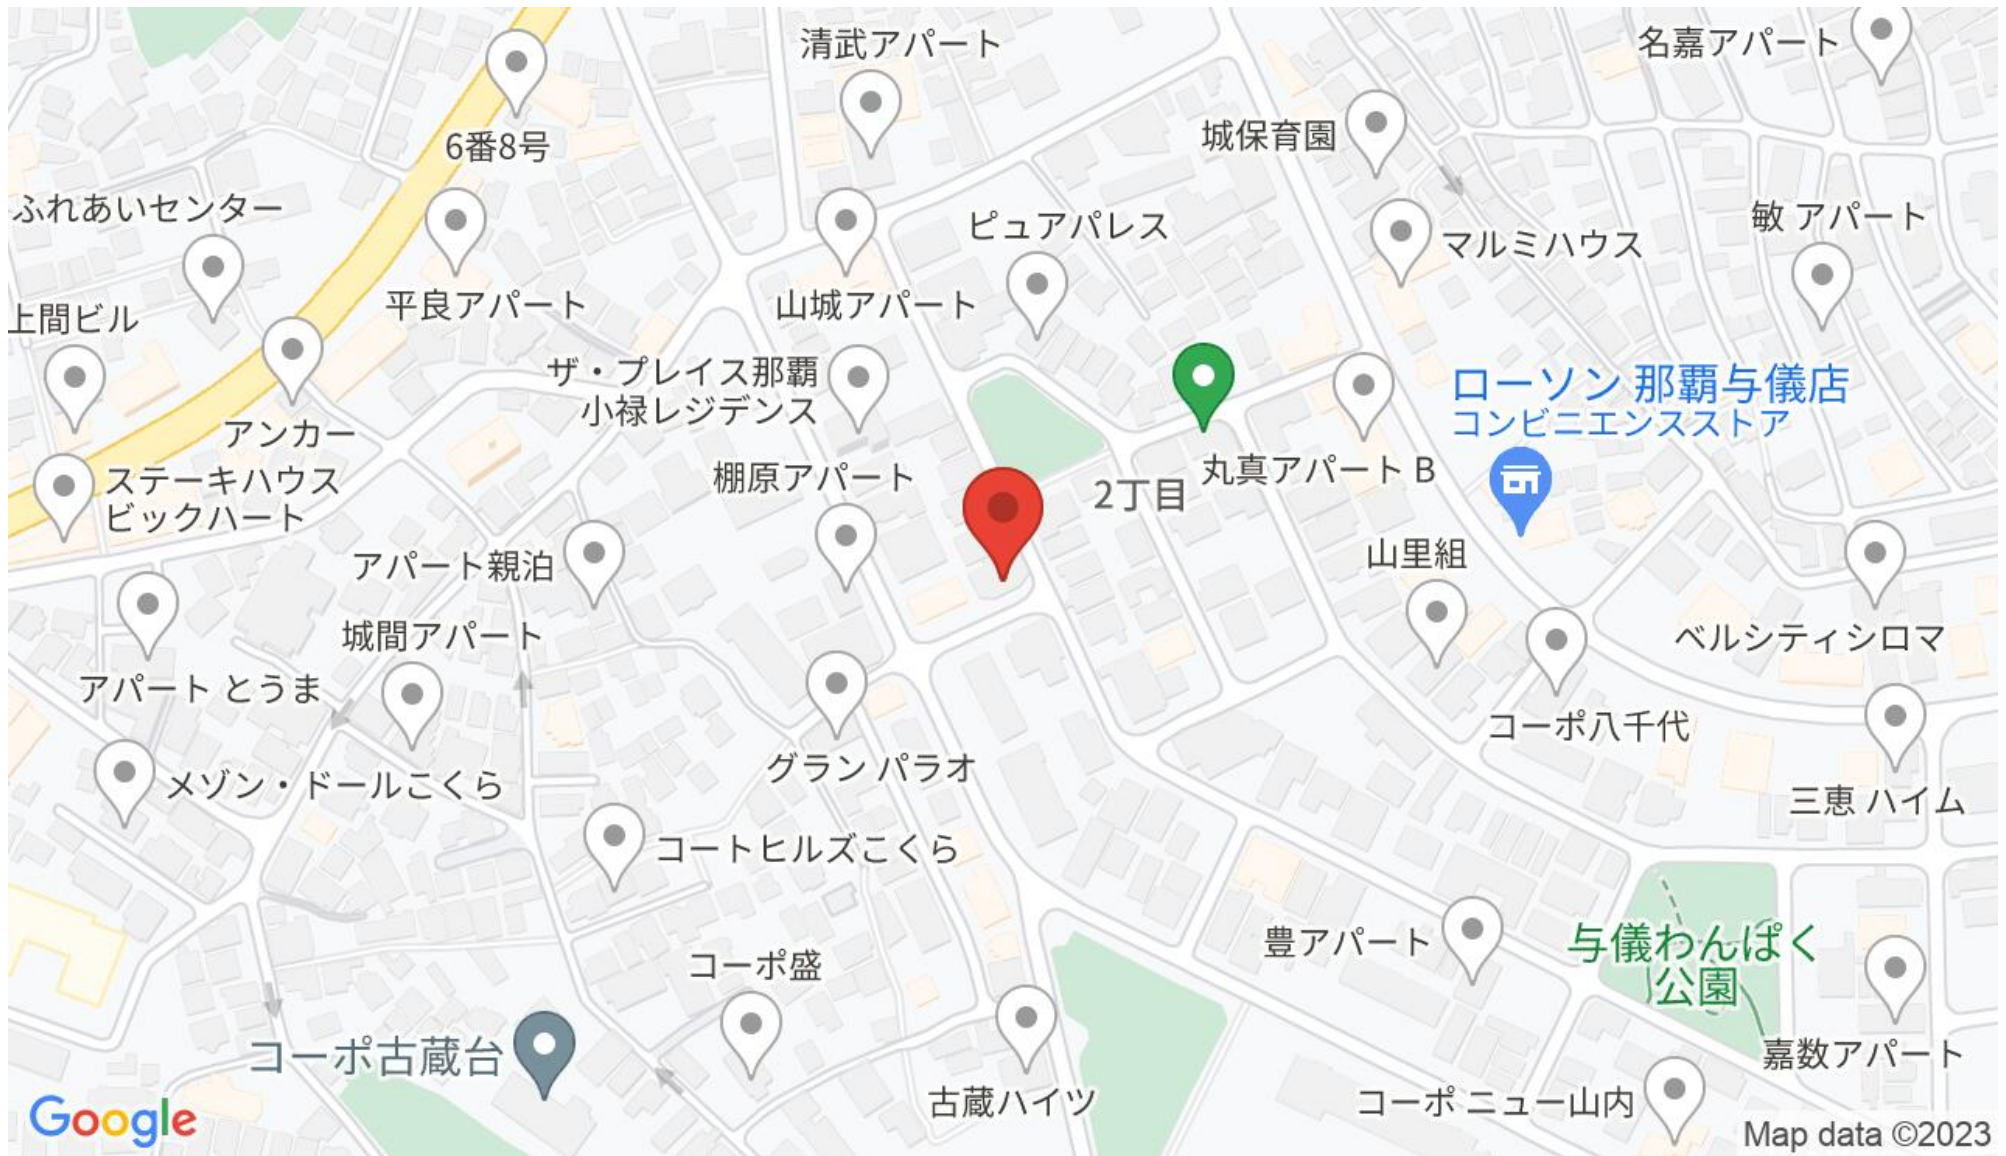 清武アパート
名嘉アパート
6番8号
城保育園
ふれあいセンター
ピュアパレス
敏 アパート
マルミハウス
上間ビル
平良アパート
山城アパート
ザ・プレイス那覇
小禄レジデンス
ローソン 那覇与儀店
コンビニエンスストア
アンカー
ステーキハウス
ビックハート
棚原アパート
2丁目
丸真アパート B
アパート親泊
山里組
城間アパート
ベルシティシロマ
アパート とうま
コーポ八千代
グラン パラオ
メゾン・ドールこくら
三恵 ハイム
コートヒルズこくら
豊アパート
与儀わんぱく
公園
コーポ盛
コーポ古蔵台
嘉数アパート
古蔵ハイツ
コーポ ニュー山内
Google
Map data ©2023